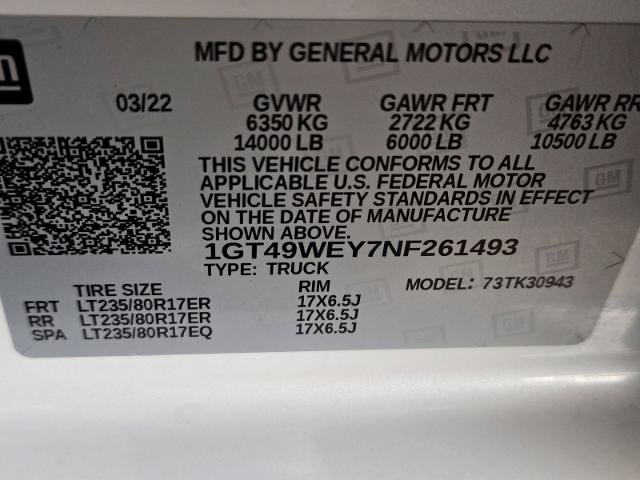 GM
MFD BY GENERAL MOTORS LLC
03/22 GVWR GAWR FRT GAWR RR
6350 KG 2722 KG 4763 KG
14000 LB 6000 LB 10500 LB
THIS VEHICLE CONFORMS TO ALL
APPLICABLE U.S. FEDERAL MOTOR
VEHICLE SAFETY STANDARDS IN EFFECT
ON THE DATE OF MANUFACTURE
SHOWN ABOVE.
1GT49WEY7NF261493
TYPE: TRUCK MODEL: 73TK30943
TIRE SIZE RIM
FRT LT235/80R17ER 17X6.5J
RR LT235/80R17ER 17X6.5J
SPA LT235/80R17EQ 17X6.5J